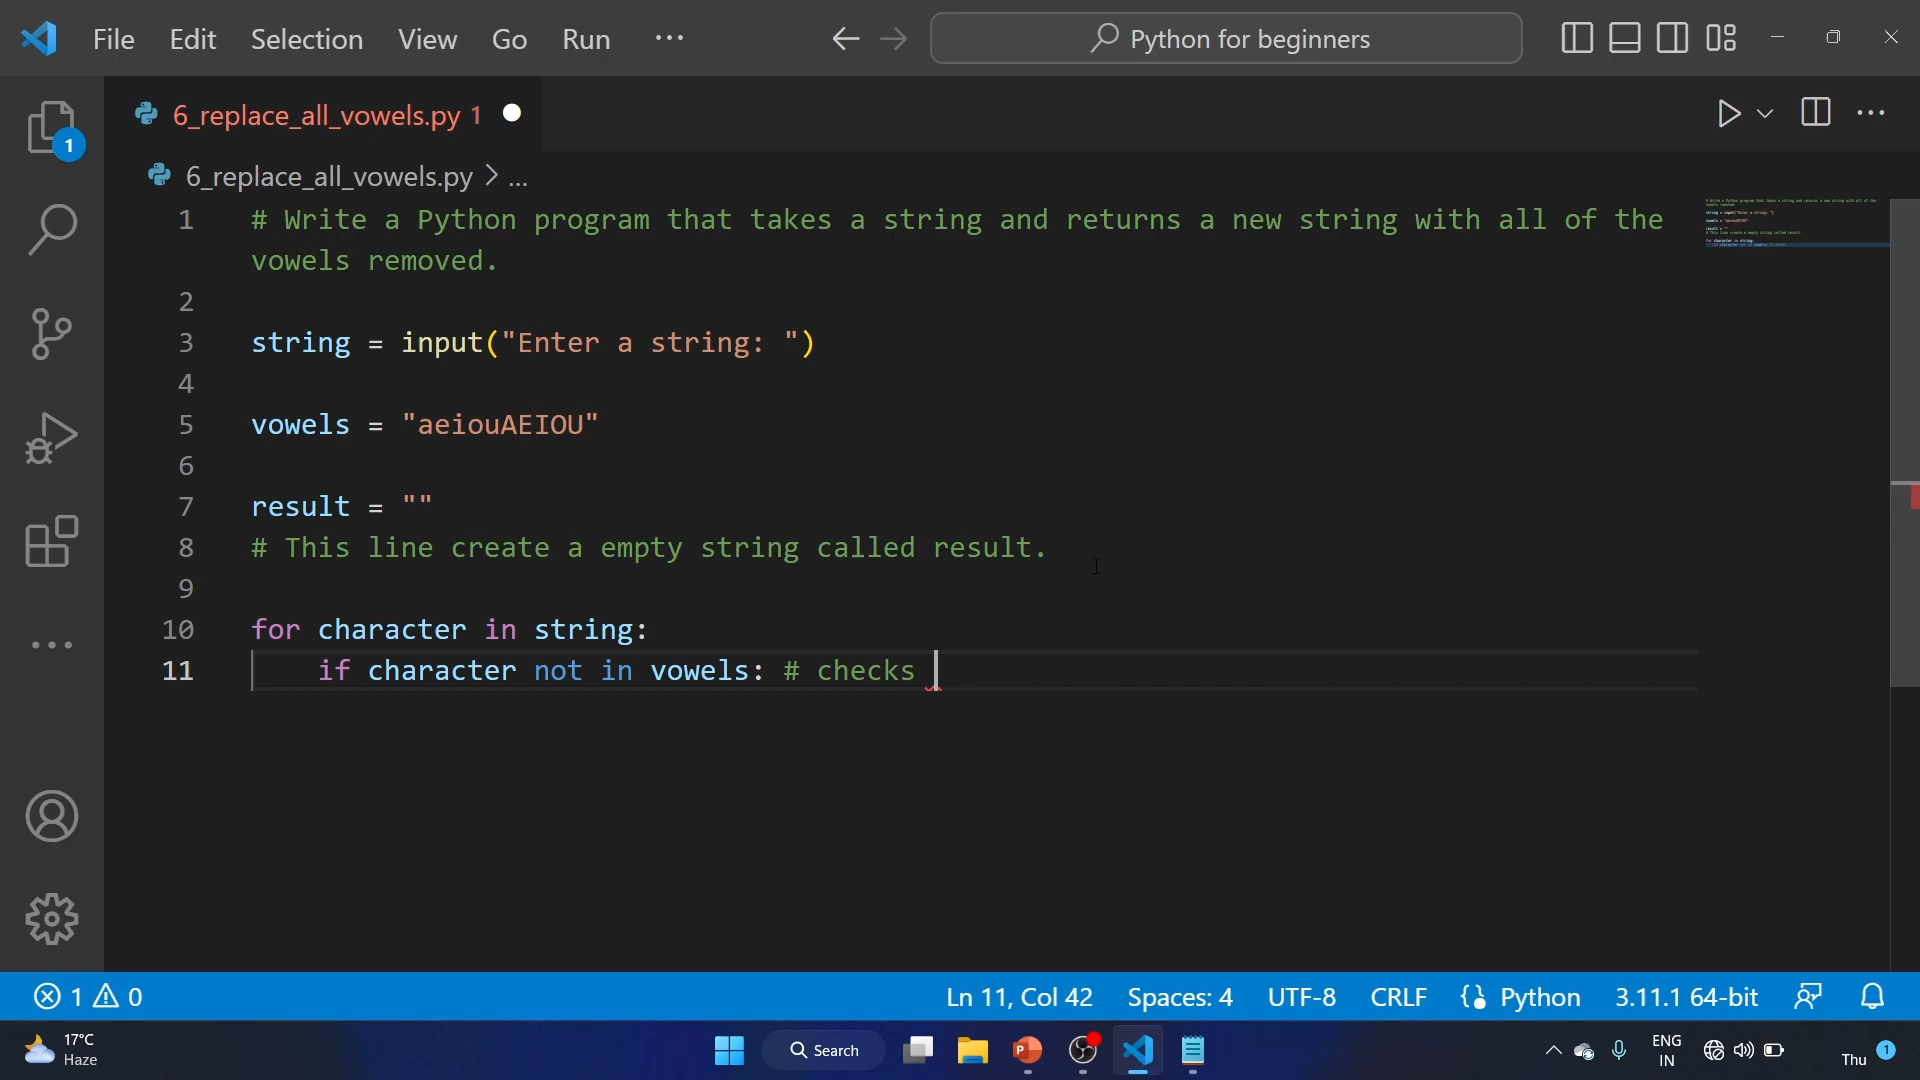 File Edit Selection View Go Run ···
Python for beginners
6_replace_all_vowels.py 1
1
6_replace_all_vowels.py > ...
1 # Write a Python program that takes a string and returns a new string with all of the
vowels removed.
2
3 string = input("Enter a string: ")
4
5 vowels = "aeiouAEIOU"
6
7 result = ""
8 # This line create a empty string called result.
9
10 for character in string:
11     if character not in vowels: # checks
1 0 Ln 11, Col 42 Spaces: 4 UTF-8 CRLF Python 3.11.1 64-bit
17°C
Haze
Search
P
ENG
IN
Thu 1